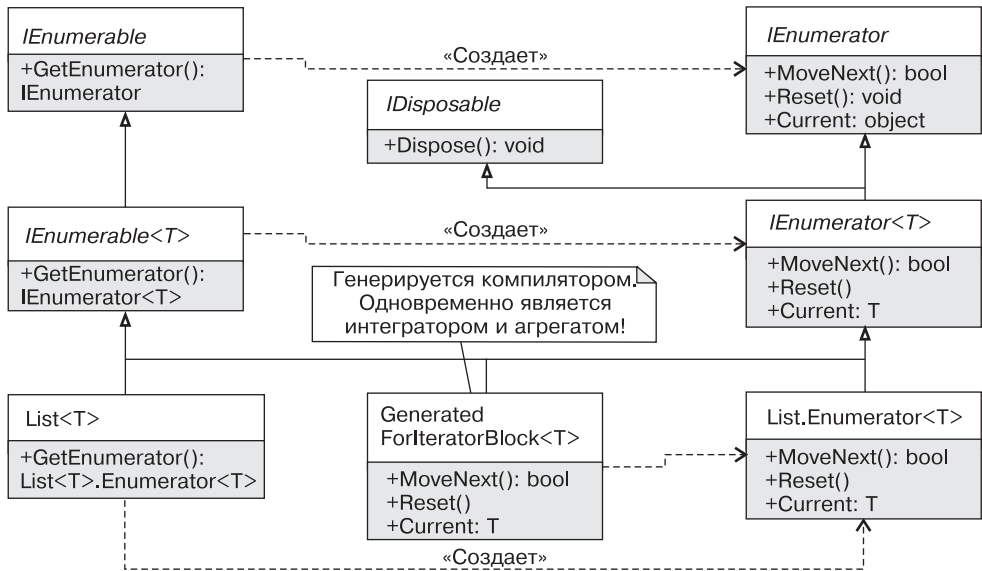 IEnumerable
+GetEnumerator():
IEnumerator
«Создает»
IEnumerator
+MoveNext(): bool
+Reset(): void
+Current: object
IDisposable
+Dispose(): void
IEnumerable<T>
+GetEnumerator():
IEnumerator<T>
«Создает»
IEnumerator<T>
+MoveNext(): bool
+Reset()
+Current: T
Генерируется компилятором.
Одновременно является
интегратором и агрегатом!
List<T>
+GetEnumerator():
List<T>.Enumerator<T>
Generated
ForIteratorBlock<T>
+MoveNext(): bool
+Reset()
+Current: T
List.Enumerator<T>
+MoveNext(): bool
+Reset()
+Current: T
«Создает»